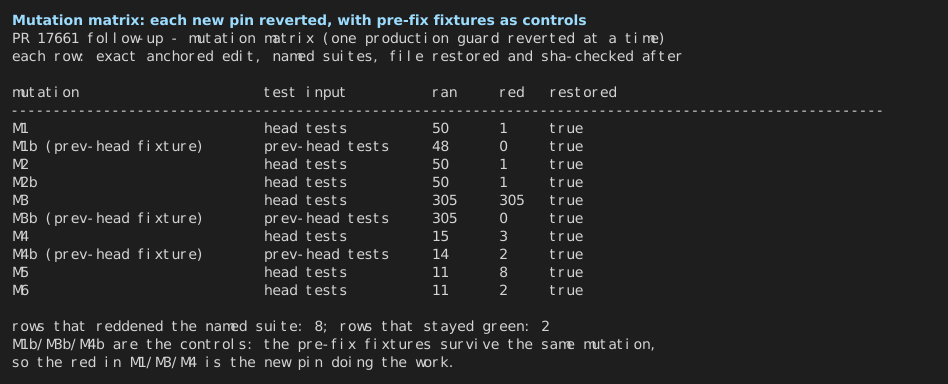 Mutation matrix: each new pin reverted, with pre-fix fixtures as controls
PR 17661 follow-up - mutation matrix (one production guard reverted at a time)
each row: exact anchored edit, named suites, file restored and sha-checked after
mutation test input ran red restored
--------------------------------------------------------------------------------------------------------
M1 head tests 50 1 true
M1b (prev-head fixture) prev-head tests 48 0 true
M2 head tests 50 1 true
M2b head tests 50 1 true
M3 head tests 305 305 true
M3b (prev-head fixture) prev-head tests 305 0 true
M4 head tests 15 3 true
M4b (prev-head fixture) prev-head tests 14 2 true
M5 head tests 11 8 true
M6 head tests 11 2 true
rows that reddened the named suite: 8; rows that stayed green: 2
M1b/M3b/M4b are the controls: the pre-fix fixtures survive the same mutation,
so the red in M1/M3/M4 is the new pin doing the work.